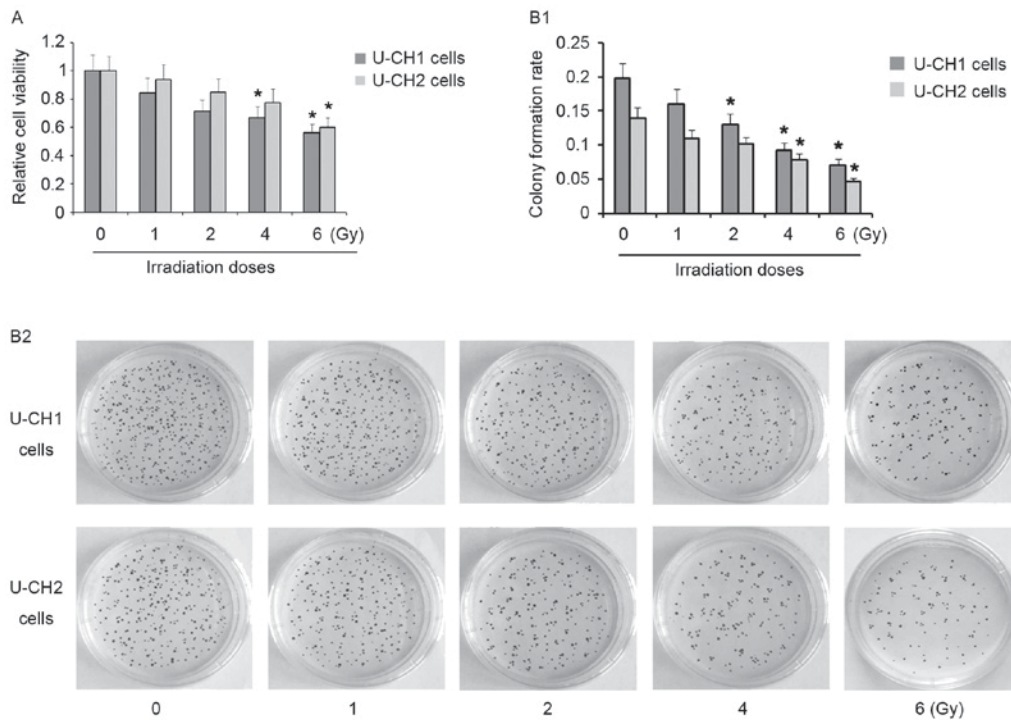 A
Relative cell viability
1.2
1
0.8
0.6
0.4
0.2
0
* * *
0 1 2 4 6 (Gy)
Irradiation doses
U-CH1 cells
U-CH2 cells
B1
Colony formation rate
0.25
0.2
0.15
0.1
0.05
0
* * * * *
0 1 2 4 6 (Gy)
Irradiation doses
U-CH1 cells
U-CH2 cells
B2
U-CH1
cells
U-CH2
cells
0 1 2 4 6 (Gy)